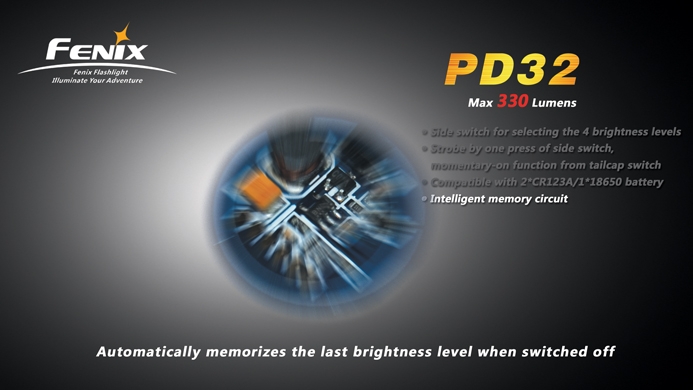 FENIX
Fenix Flashlight
Illuminate Your Adventure
PD32
Max 330 Lumens
• Side switch for selecting the 4 brightness levels
• Strobe by one press of side switch,
momentary-on function from tailcap switch
• Compatible with 2*CR123A/1*18650 battery
• Intelligent memory circuit
Automatically memorizes the last brightness level when switched off